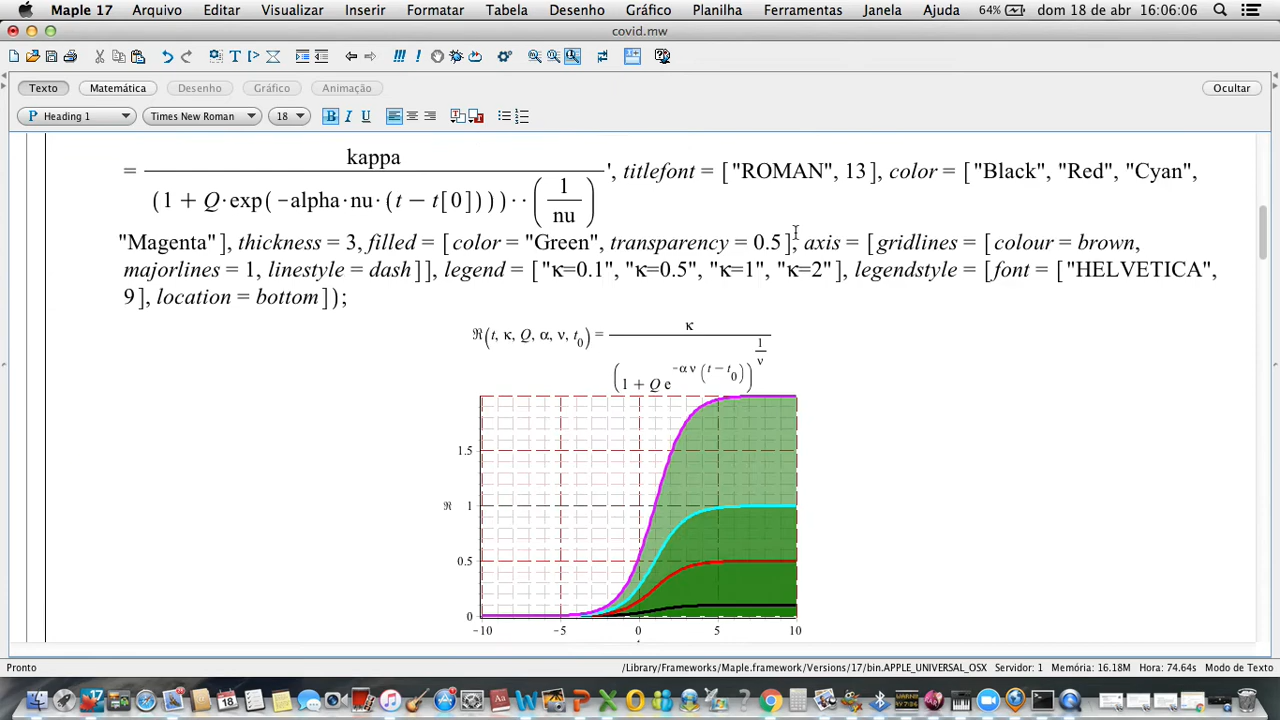 Maple 17 Arquivo Editar Visualizar Inserir Formatar Tabela Desenho Gráfico Planilha Ferramentas Janela Ajuda 64% dom 18 de abr 16:06:06
covid.mw
Texto Matemática Desenho Gráfico Animação Ocultar
P Heading 1 Times New Roman 18 B I U
= kappa / (1 + Q·exp(−alpha·nu·(t − t[0])))··(1/nu) ', titlefont = ["ROMAN", 13], color = ["Black", "Red", "Cyan",
"Magenta"], thickness = 3, filled = [color = "Green", transparency = 0.5], axis = [gridlines = [colour = brown,
majorlines = 1, linestyle = dash]], legend = ["κ=0.1", "κ=0.5", "κ=1", "κ=2"], legendstyle = [font = ["HELVETICA",
9], location = bottom]);
ℜ(t, κ, Q, α, ν, t0) = κ / (1 + Q e^(−α ν (t − t0)))^(1/ν)
1.5
ℜ 1
0.5
0
-10 -5 0 5 10
Pronto /Library/Frameworks/Maple.framework/Versions/17/bin.APPLE_UNIVERSAL_OSX Servidor: 1 Memória: 16.18M Hora: 74.64s Modo de Texto